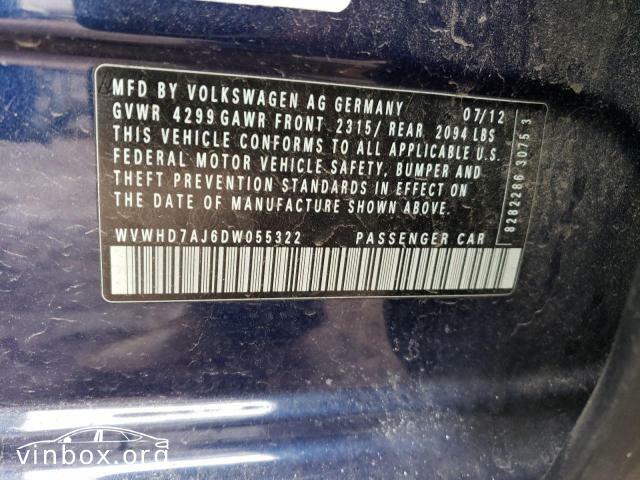 MFD BY VOLKSWAGEN AG GERMANY 07/12
GVWR 4299 GAWR FRONT 2315/ REAR 2094 LBS
THIS VEHICLE CONFORMS TO ALL APPLICABLE U.S.
FEDERAL MOTOR VEHICLE SAFETY, BUMPER AND
THEFT PREVENTION STANDARDS IN EFFECT ON
THE DATE OF MANUFACTURE SHOWN ABOVE.
WVWHD7AJ6DW055322 PASSENGER CAR
8282286 3075 3
vinbox.org